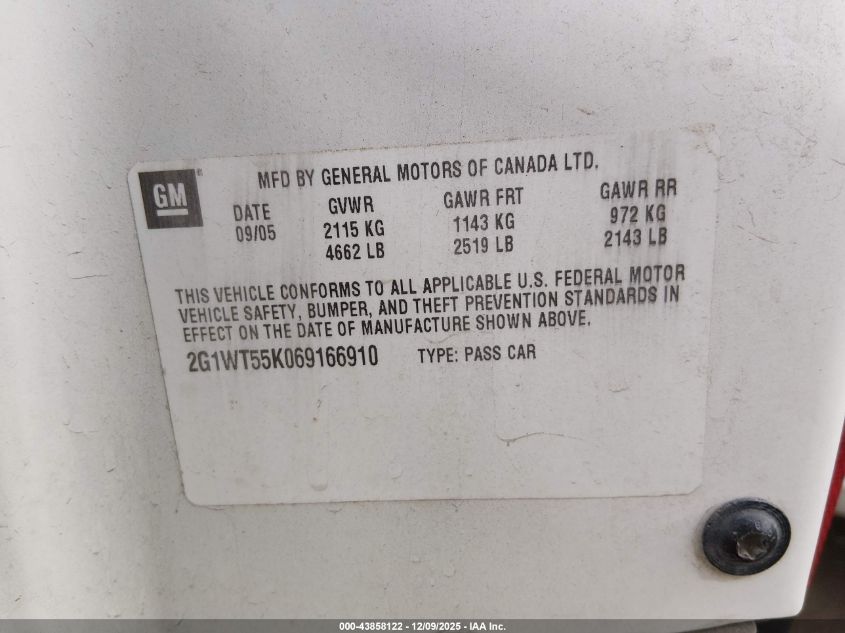 GM
MFD BY GENERAL MOTORS OF CANADA LTD.
DATE GVWR GAWR FRT GAWR RR
09/05 2115 KG 1143 KG 972 KG
4662 LB 2519 LB 2143 LB
THIS VEHICLE CONFORMS TO ALL APPLICABLE U.S. FEDERAL MOTOR
VEHICLE SAFETY, BUMPER, AND THEFT PREVENTION STANDARDS IN
EFFECT ON THE DATE OF MANUFACTURE SHOWN ABOVE.
2G1WT55K069166910 TYPE: PASS CAR
000-43858122 - 12/09/2025 - IAA Inc.